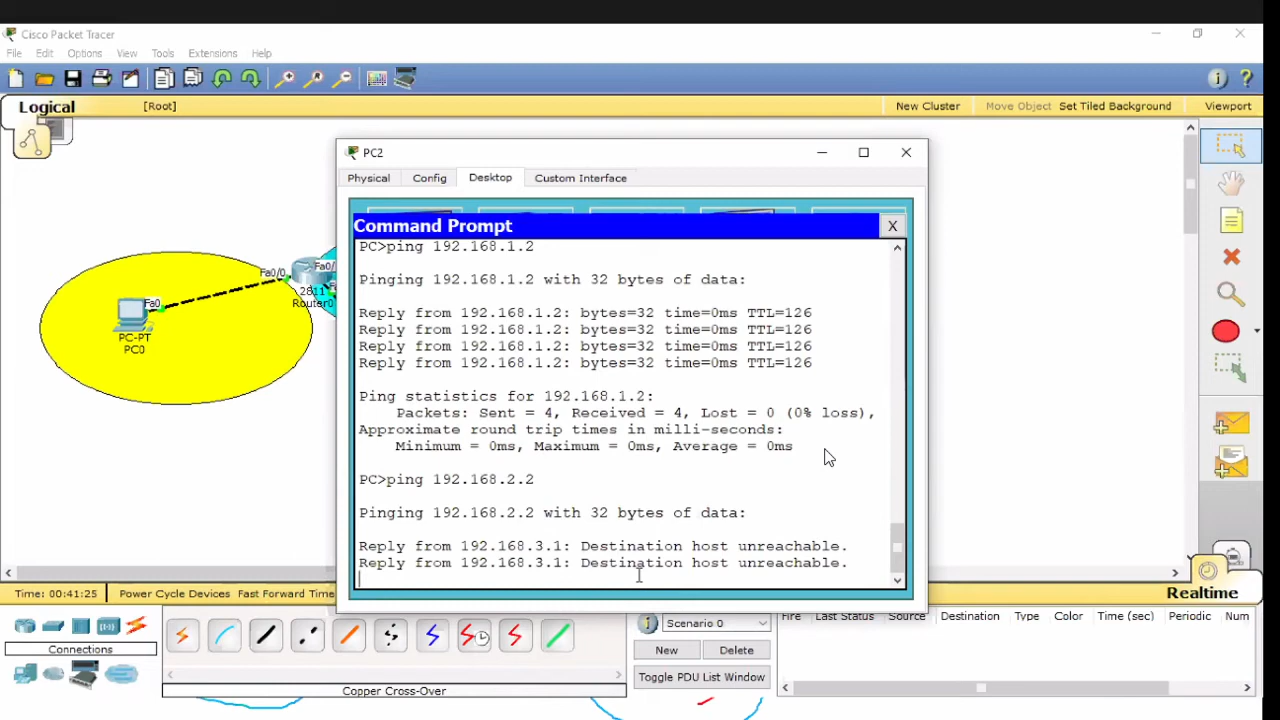 Cisco Packet Tracer
File Edit Options View Tools Extensions Help
Logical [Root] New Cluster Move Object Set Tiled Background Viewport
PC2
Physical Config Desktop Custom Interface
Command Prompt X
PC>ping 192.168.1.2
Pinging 192.168.1.2 with 32 bytes of data:
Reply from 192.168.1.2: bytes=32 time=0ms TTL=126
Reply from 192.168.1.2: bytes=32 time=0ms TTL=126
Reply from 192.168.1.2: bytes=32 time=0ms TTL=126
Reply from 192.168.1.2: bytes=32 time=0ms TTL=126
Ping statistics for 192.168.1.2:
Packets: Sent = 4, Received = 4, Lost = 0 (0% loss),
Approximate round trip times in milli-seconds:
Minimum = 0ms, Maximum = 0ms, Average = 0ms
PC>ping 192.168.2.2
Pinging 192.168.2.2 with 32 bytes of data:
Reply from 192.168.3.1: Destination host unreachable.
Reply from 192.168.3.1: Destination host unreachable.
Fa0/0 Fa0/
2811
Router0
Fa0
PC-PT
PC0
Time: 00:41:25 Power Cycle Devices Fast Forward Time Realtime
Connections
Scenario 0
New Delete
Toggle PDU List Window
Fire Last Status Source Destination Type Color Time (sec) Periodic Num
Copper Cross-Over